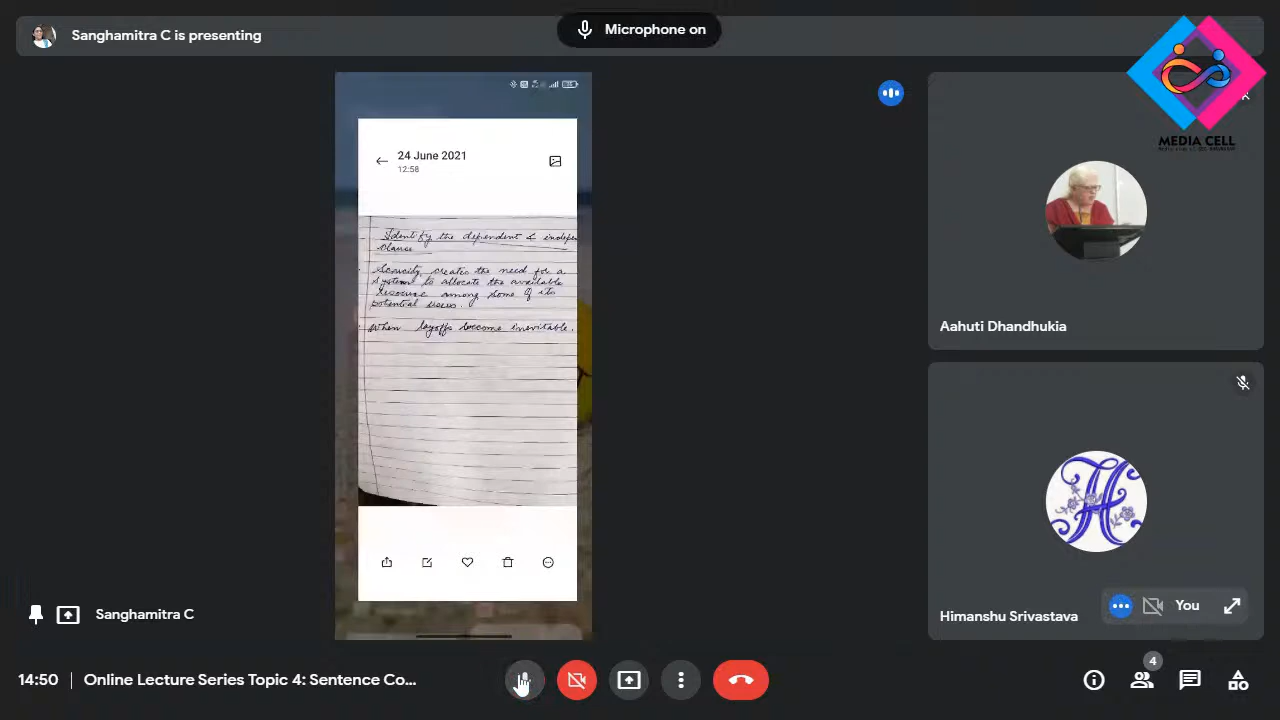 Sanghamitra C is presenting
Microphone on
MEDIA CELL
24 June 2021
12:58
Identify the dependent & indepen
clause
Scarcity creates the need for a
system to allocate the available
resource among some of its
potential users.
When layoffs become inevitable.
Aahuti Dhandhukia
Himanshu Srivastava
You
Sanghamitra C
14:50 | Online Lecture Series Topic 4: Sentence Co...
4